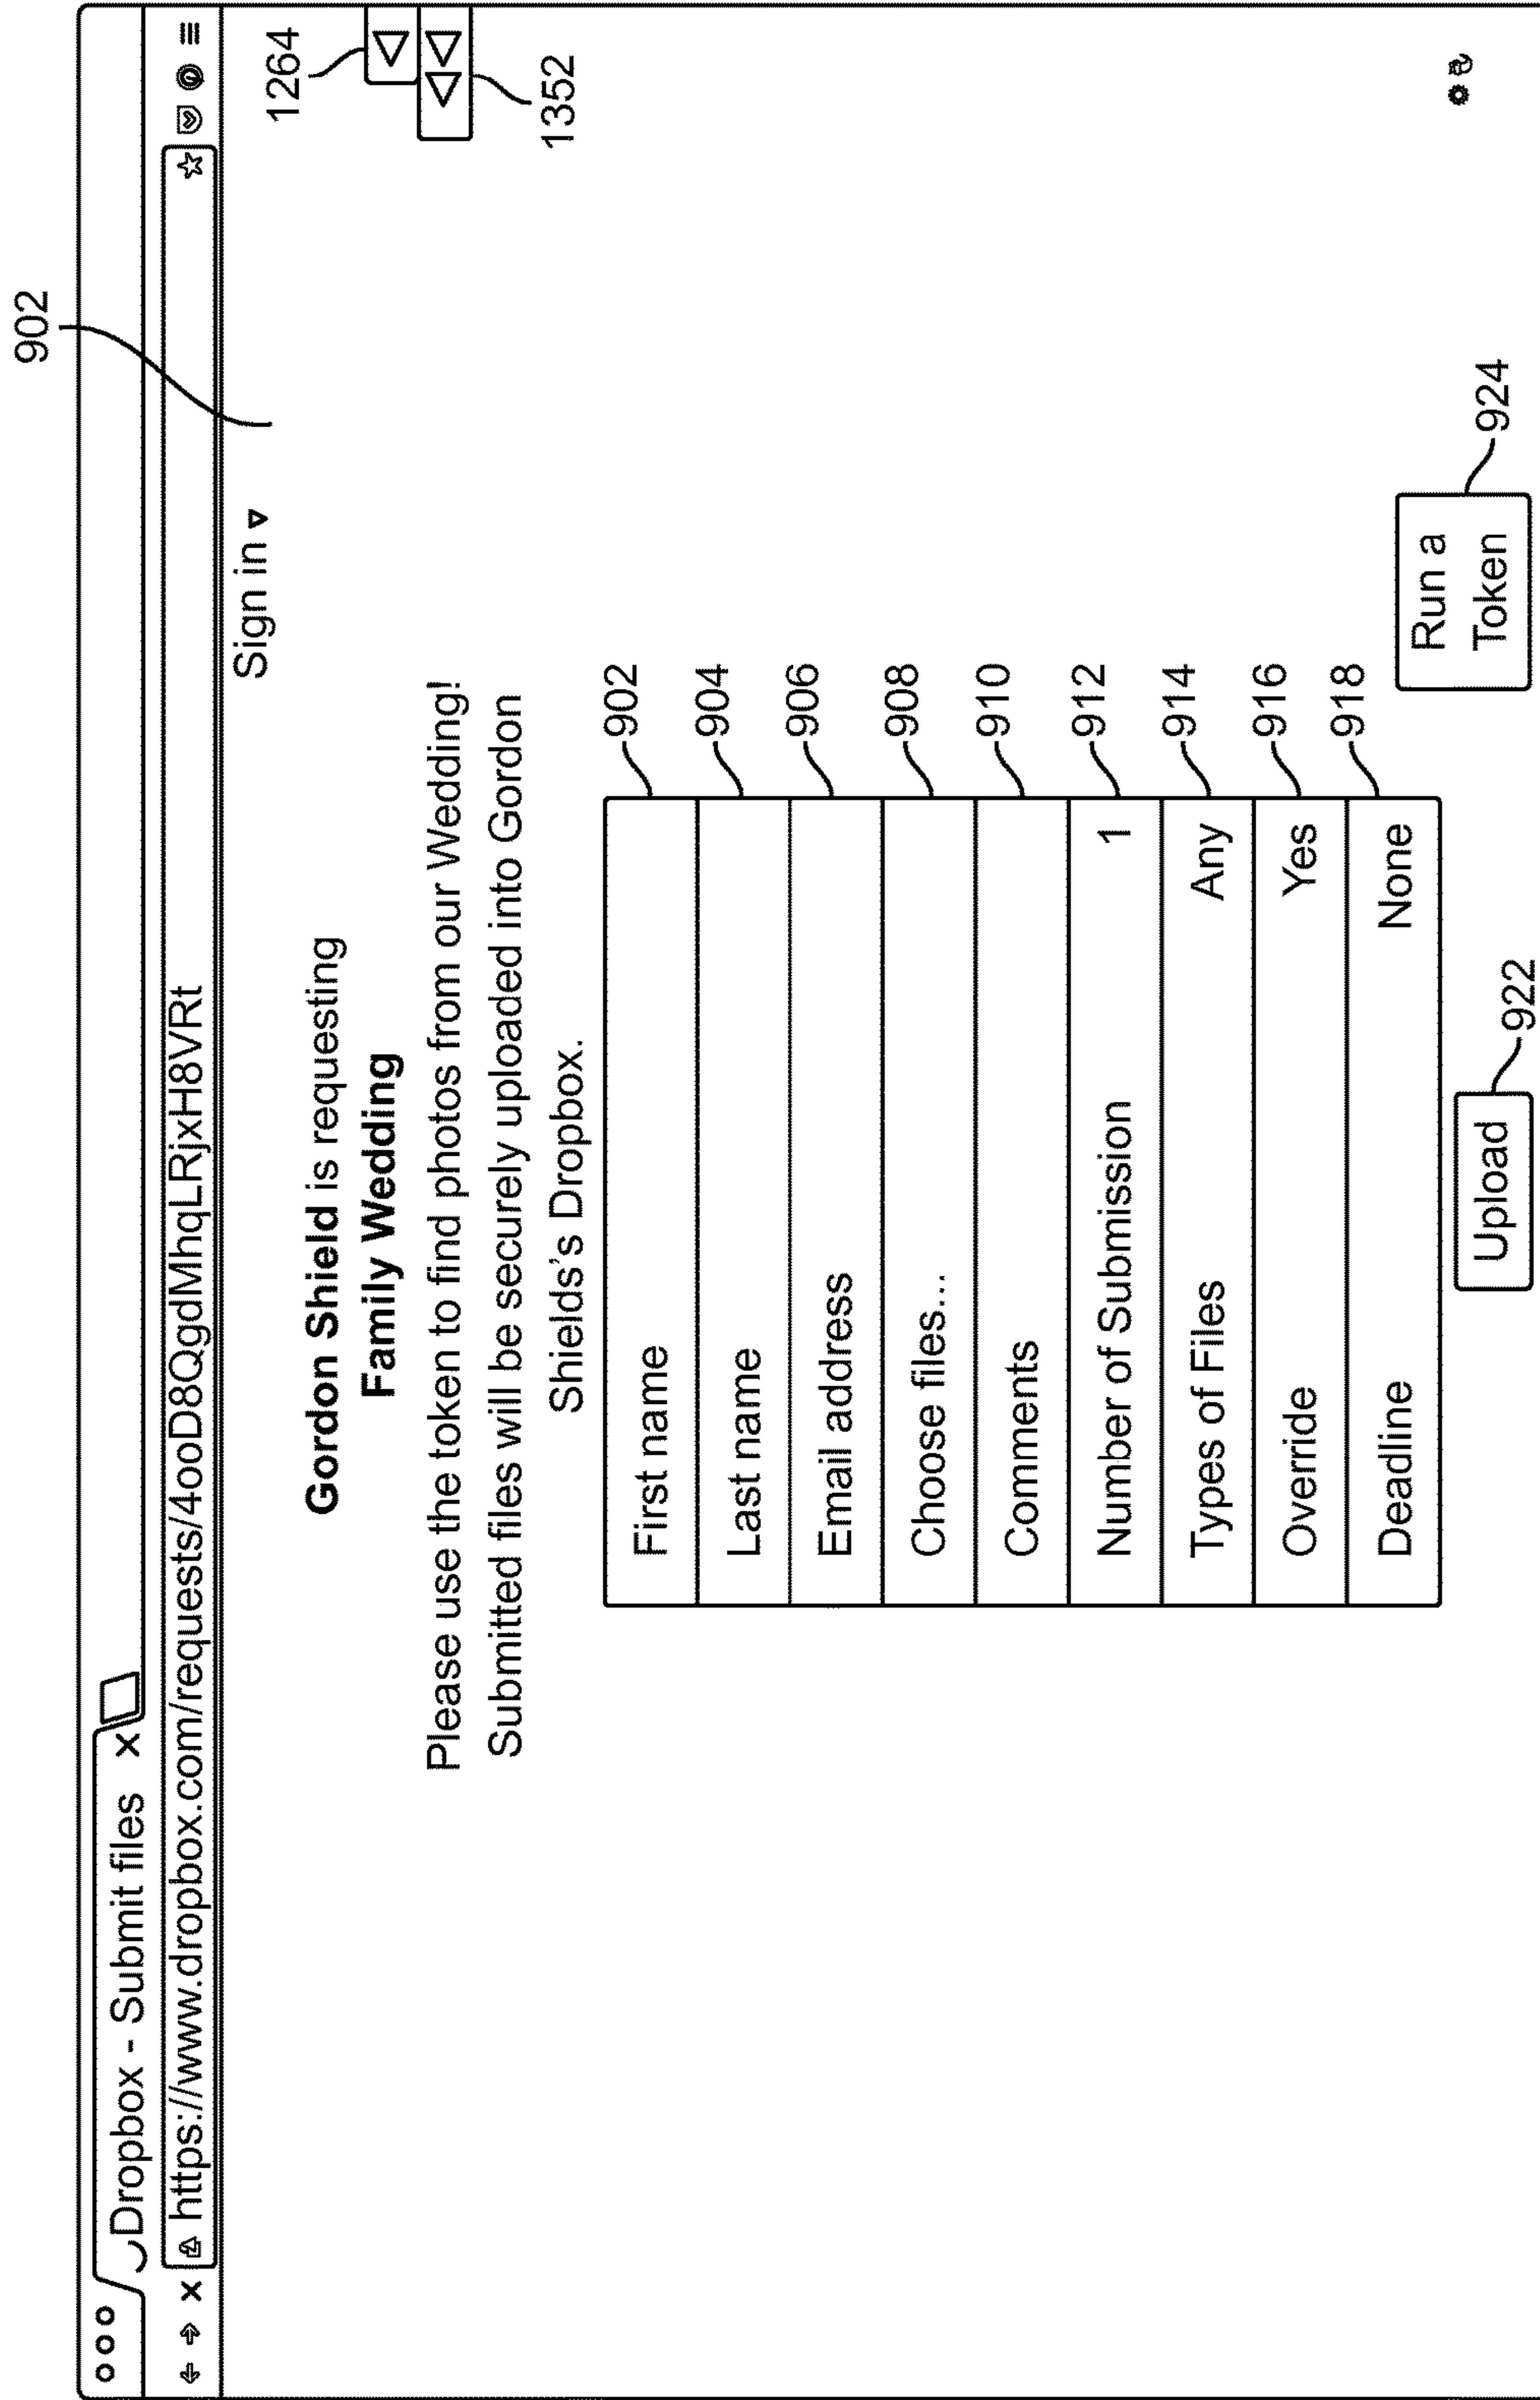 902
Dropbox - Submit files X
X https://www.dropbox.com/requests/4ooD8QgdMhqLRjxH8VRt
Sign in
1264
1352
Gordon Shield is requesting
Family Wedding
Please use the token to find photos from our Wedding!
Submitted files will be securely uploaded into Gordon
Shields's Dropbox.
First name 902
Last name 904
Email address 906
Choose files... 908
Comments 910
Number of Submission 1 912
Types of Files Any 914
Override Yes 916
Deadline None 918
Upload 922
Run a
Token 924